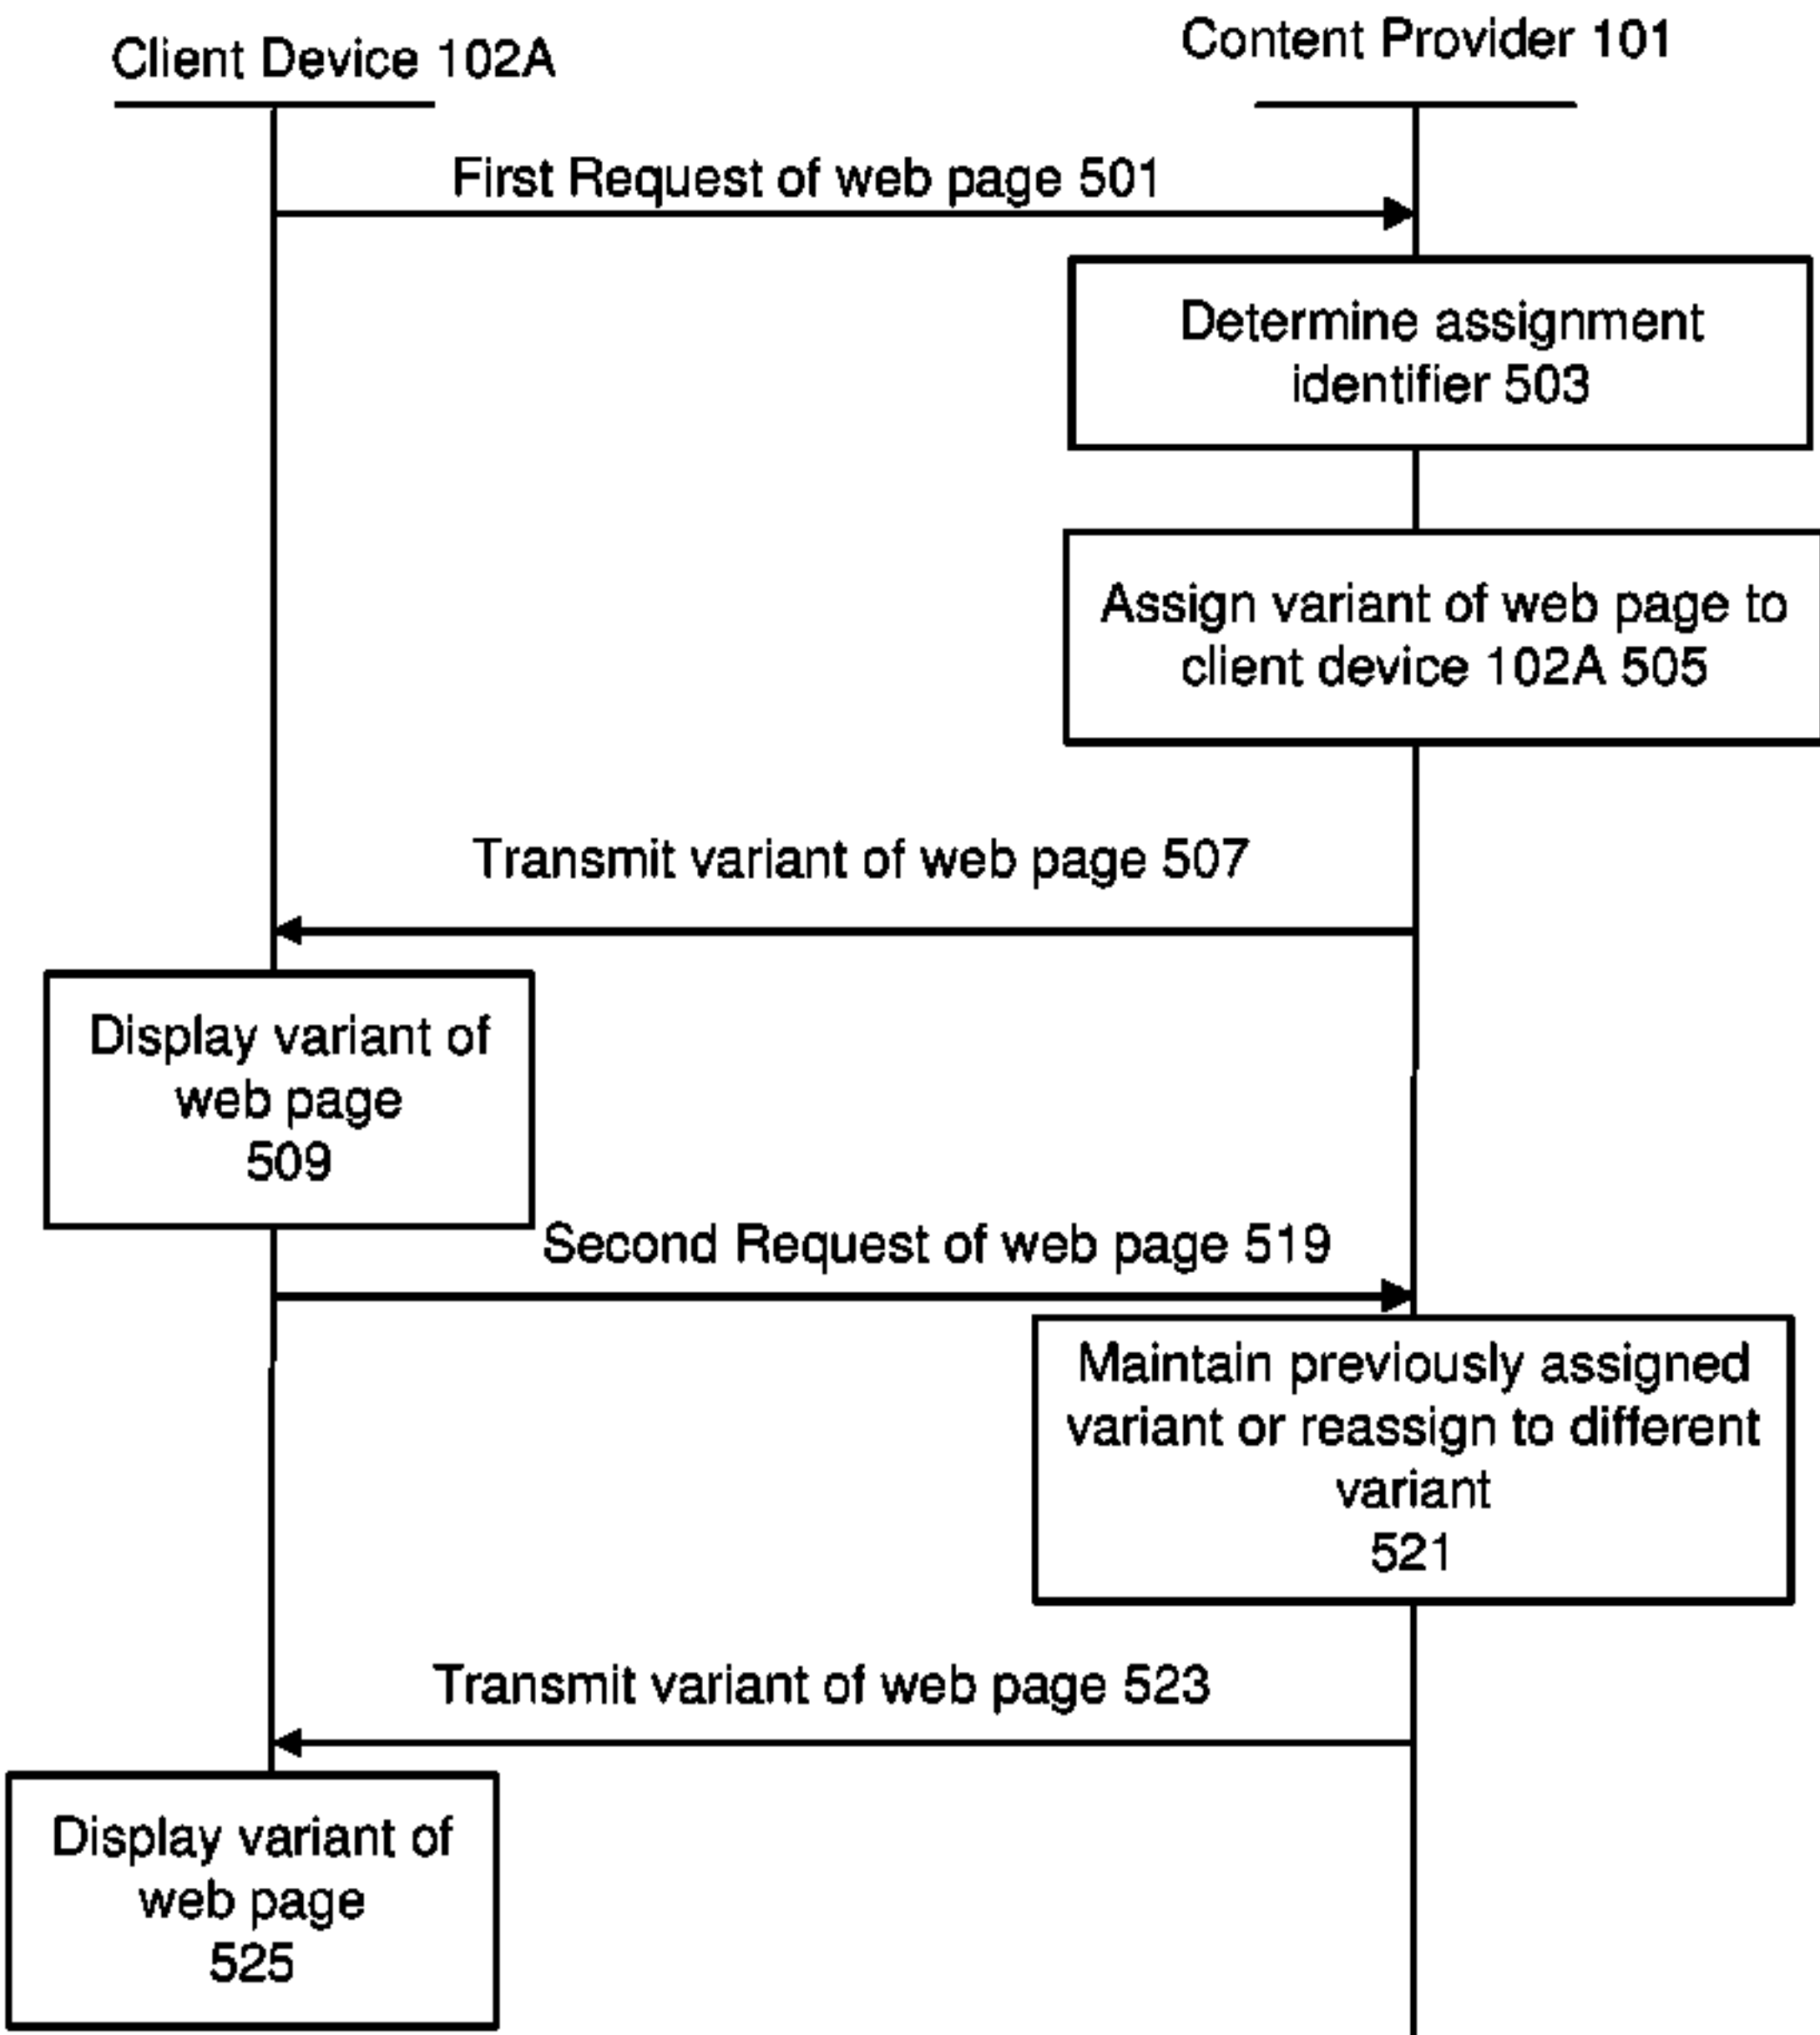 Client Device 102A
Content Provider 101
First Request of web page 501
Determine assignment
identifier 503
Assign variant of web page to
client device 102A 505
Transmit variant of web page 507
Display variant of
web page
509
Second Request of web page 519
Maintain previously assigned
variant or reassign to different
variant
521
Transmit variant of web page 523
Display variant of
web page
525